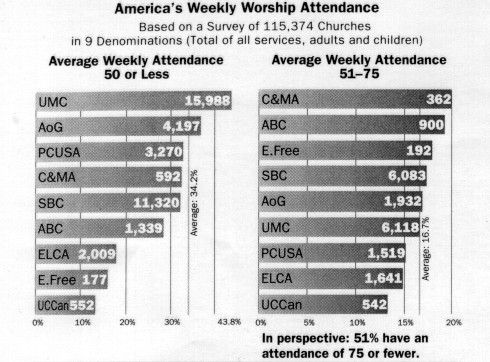 America's Weekly Worship Attendance
Based on a Survey of 115,374 Churches
in 9 Denominations (Total of all services, adults and children)
Average Weekly Attendance
50 or Less
UMC 15,988
AoG 4,197
PCUSA 3,270
C&MA 592
SBC 11,320
ABC 1,339
ELCA 2,009
E.Free 177
UCCan 552
Average: 34.2%
0% 10% 20% 30% 43.8%
Average Weekly Attendance
51–75
C&MA 362
ABC 900
E.Free 192
SBC 6,083
AoG 1,932
UMC 6,118
PCUSA 1,519
ELCA 1,641
UCCan 542
Average: 16.7%
0% 5% 10% 15% 20%
In perspective: 51% have an
attendance of 75 or fewer.